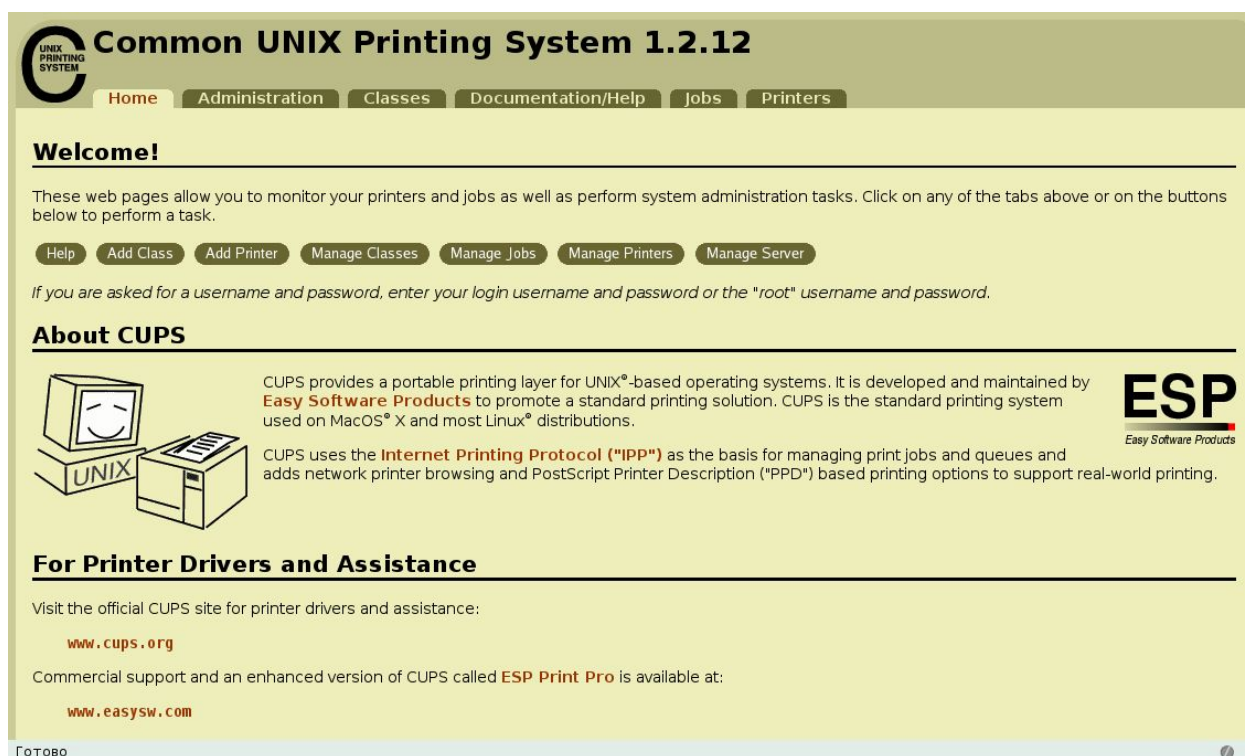 UNIX
PRINTING
SYSTEM
Common UNIX Printing System 1.2.12
Home Administration Classes Documentation/Help Jobs Printers
Welcome!
These web pages allow you to monitor your printers and jobs as well as perform system administration tasks. Click on any of the tabs above or on the buttons
below to perform a task.
Help Add Class Add Printer Manage Classes Manage Jobs Manage Printers Manage Server
If you are asked for a username and password, enter your login username and password or the "root" username and password.
About CUPS
UNIX
CUPS provides a portable printing layer for UNIX®-based operating systems. It is developed and maintained by
Easy Software Products to promote a standard printing solution. CUPS is the standard printing system
used on MacOS® X and most Linux® distributions.
ESP
Easy Software Products
CUPS uses the Internet Printing Protocol ("IPP") as the basis for managing print jobs and queues and
adds network printer browsing and PostScript Printer Description ("PPD") based printing options to support real-world printing.
For Printer Drivers and Assistance
Visit the official CUPS site for printer drivers and assistance:
www.cups.org
Commercial support and an enhanced version of CUPS called ESP Print Pro is available at:
www.easysw.com
Готово